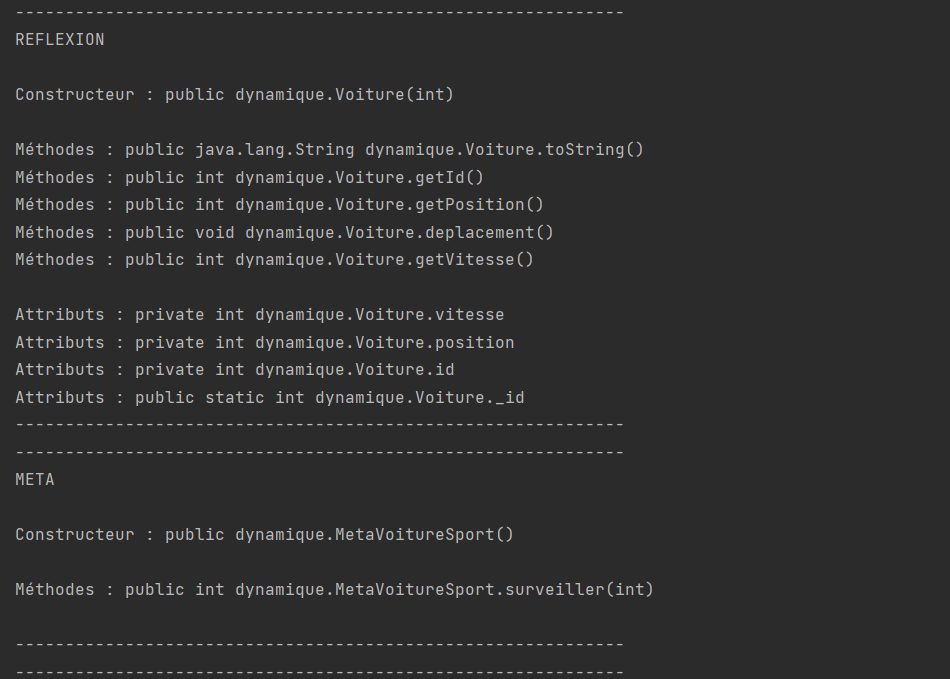 -------------------------------------------------------------
REFLEXION
Constructeur : public dynamique.Voiture(int)
Méthodes : public java.lang.String dynamique.Voiture.toString()
Méthodes : public int dynamique.Voiture.getId()
Méthodes : public int dynamique.Voiture.getPosition()
Méthodes : public void dynamique.Voiture.deplacement()
Méthodes : public int dynamique.Voiture.getVitesse()
Attributs : private int dynamique.Voiture.vitesse
Attributs : private int dynamique.Voiture.position
Attributs : private int dynamique.Voiture.id
Attributs : public static int dynamique.Voiture._id
-------------------------------------------------------------
-------------------------------------------------------------
META
Constructeur : public dynamique.MetaVoitureSport()
Méthodes : public int dynamique.MetaVoitureSport.surveiller(int)
-------------------------------------------------------------
-------------------------------------------------------------